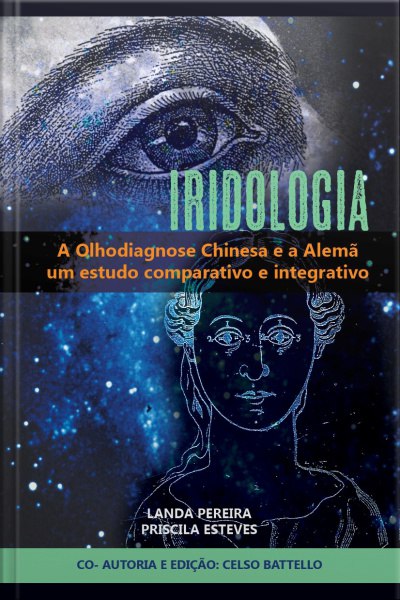 IRIDOLOGIA
A Olhodiagnose Chinesa e a Alemã
um estudo comparativo e integrativo
LANDA PEREIRA
PRISCILA ESTEVES
CO- AUTORIA E EDIÇÃO: CELSO BATTELLO